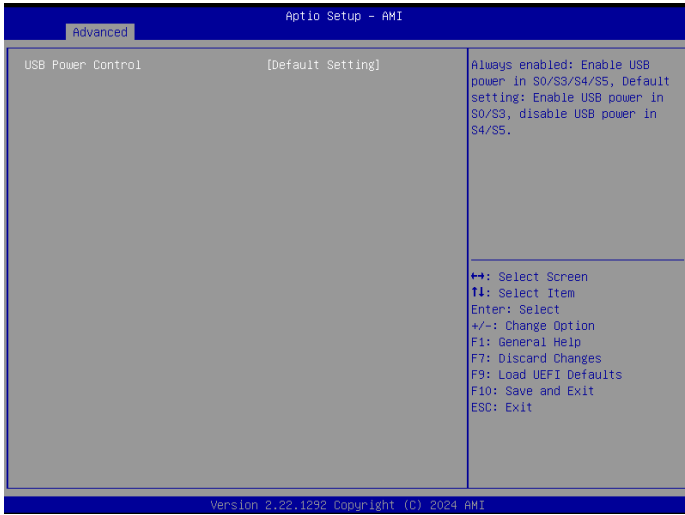 Aptio Setup - AMI
Advanced
USB Power Control [Default Setting]
Always enabled: Enable USB
power in S0/S3/S4/S5, Default
setting: Enable USB power in
S0/S3, disable USB power in
S4/S5.
↔: Select Screen
↑↓: Select Item
Enter: Select
+/-: Change Option
F1: General Help
F7: Discard Changes
F9: Load UEFI Defaults
F10: Save and Exit
ESC: Exit
Version 2.22.1292 Copyright (C) 2024 AMI